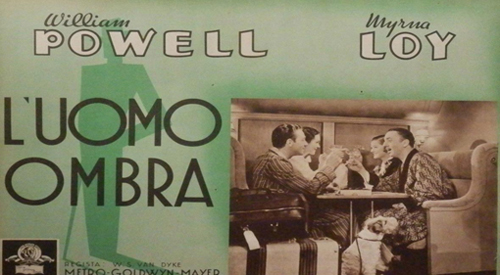 William POWELL
Myrna LOY
L'UOMO
OMBRA
REGISTA W. S. VAN DYKE
METRO-GOLDWYN-MAYER